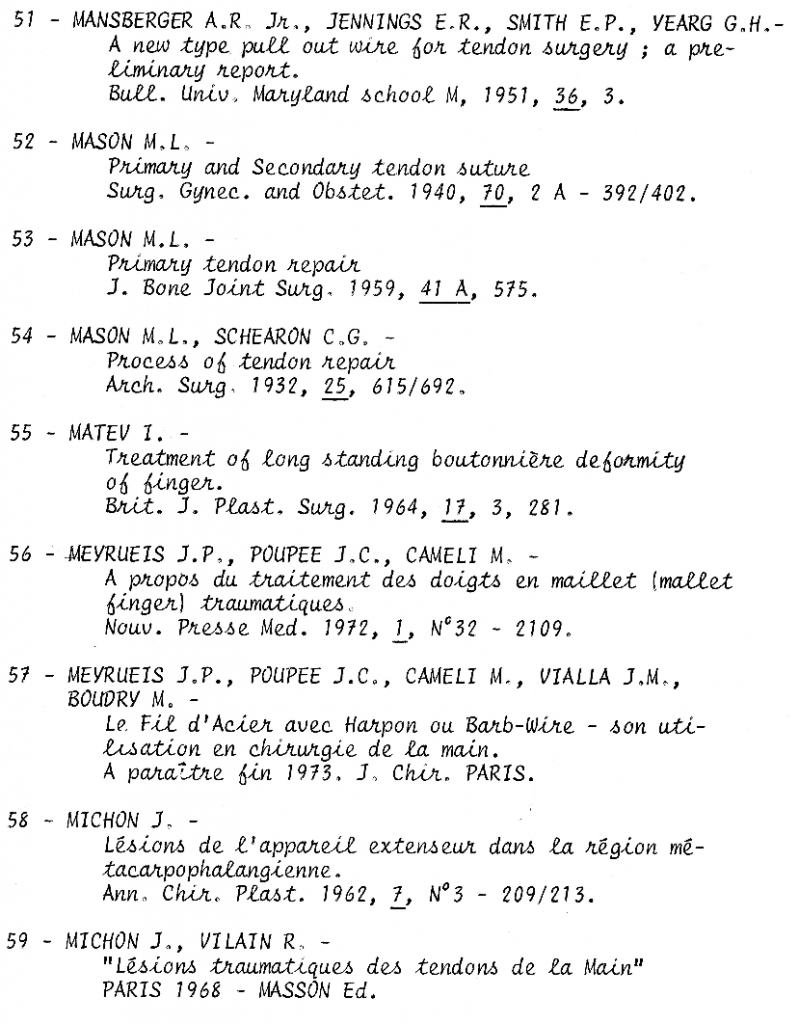 51 - MANSBERGER A.R. Jr., JENNINGS E.R., SMITH E.P., YEARG G.H.-
A new type pull out wire for tendon surgery ; a pre-
liminary report.
Bull. Univ. Maryland school M, 1951, 36, 3.
52 - MASON M.L. -
Primary and Secondary tendon suture
Surg. Gynec. and Obstet. 1940, 70, 2 A - 392/402.
53 - MASON M.L. -
Primary tendon repair
J. Bone Joint Surg. 1959, 41 A, 575.
54 - MASON M.L., SCHEARON C.G. -
Process of tendon repair
Arch. Surg. 1932, 25, 615/692.
55 - MATEV I. -
Treatment of long standing boutonnière deformity
of finger.
Brit. J. Plast. Surg. 1964, 17, 3, 281.
56 - MEYRUEIS J.P., POUPEE J.C., CAMELI M. -
A propos du traitement des doigts en maillet (mallet
finger) traumatiques.
Nouv. Presse Med. 1972, 1, N°32 - 2109.
57 - MEYRUEIS J.P., POUPEE J.C., CAMELI M., VIALLA J.M.,
BOUDRY M. -
Le Fil d'Acier avec Harpon ou Barb-Wire - son uti-
lisation en chirurgie de la main.
A paraître fin 1973. J. Chir. PARIS.
58 - MICHON J. -
Lésions de l'appareil extenseur dans la région mé-
tacarpophalangienne.
Ann. Chir. Plast. 1962, 7, N°3 - 209/213.
59 - MICHON J., VILAIN R. -
"Lésions traumatiques des tendons de la Main"
PARIS 1968 - MASSON Ed.